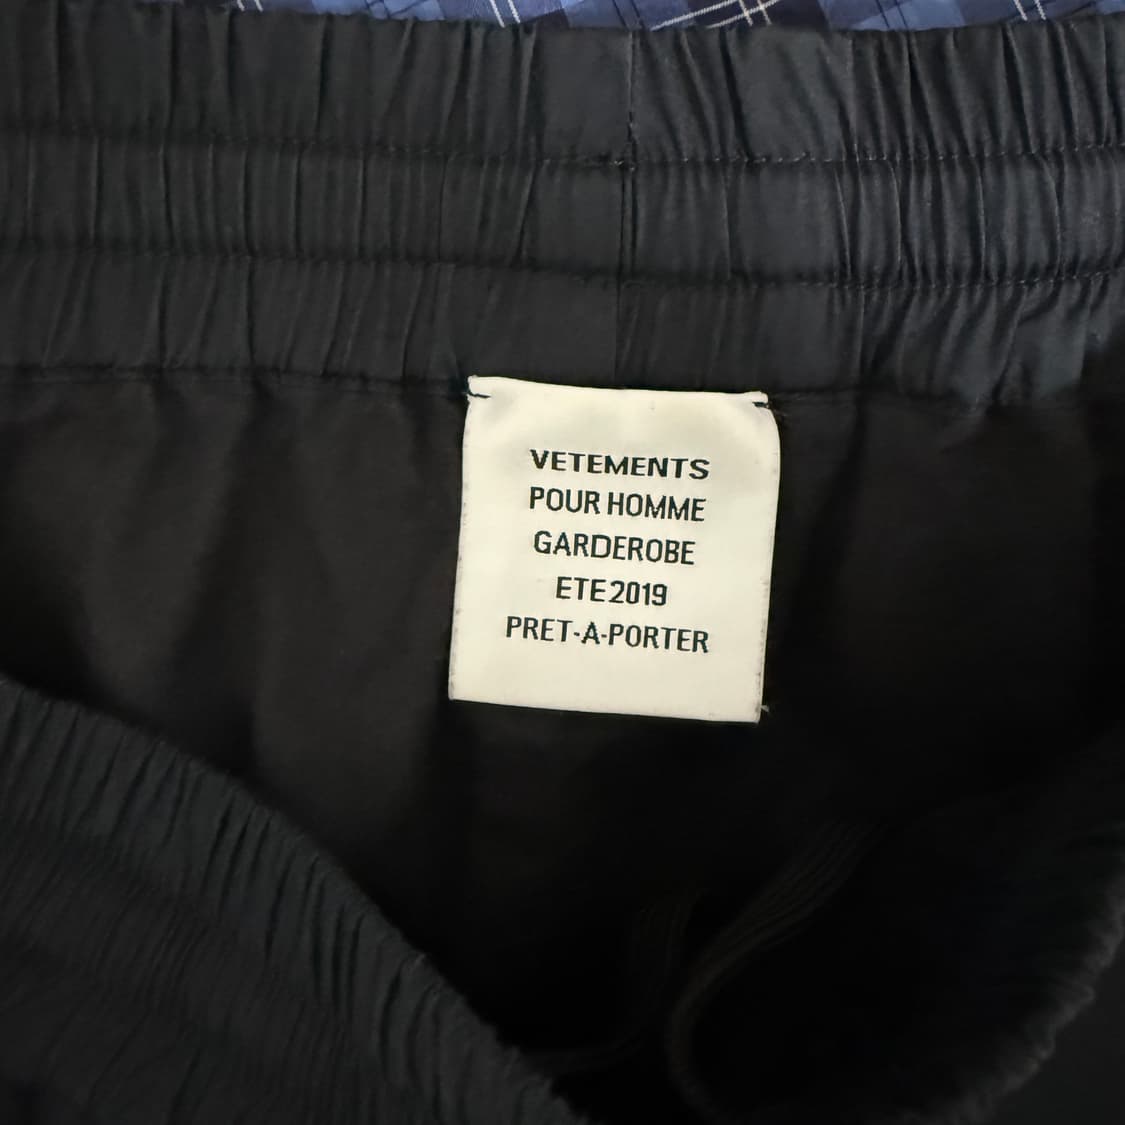 VETEMENTS
POUR HOMME
GARDEROBE
ETE 2019
PRET-A-PORTER